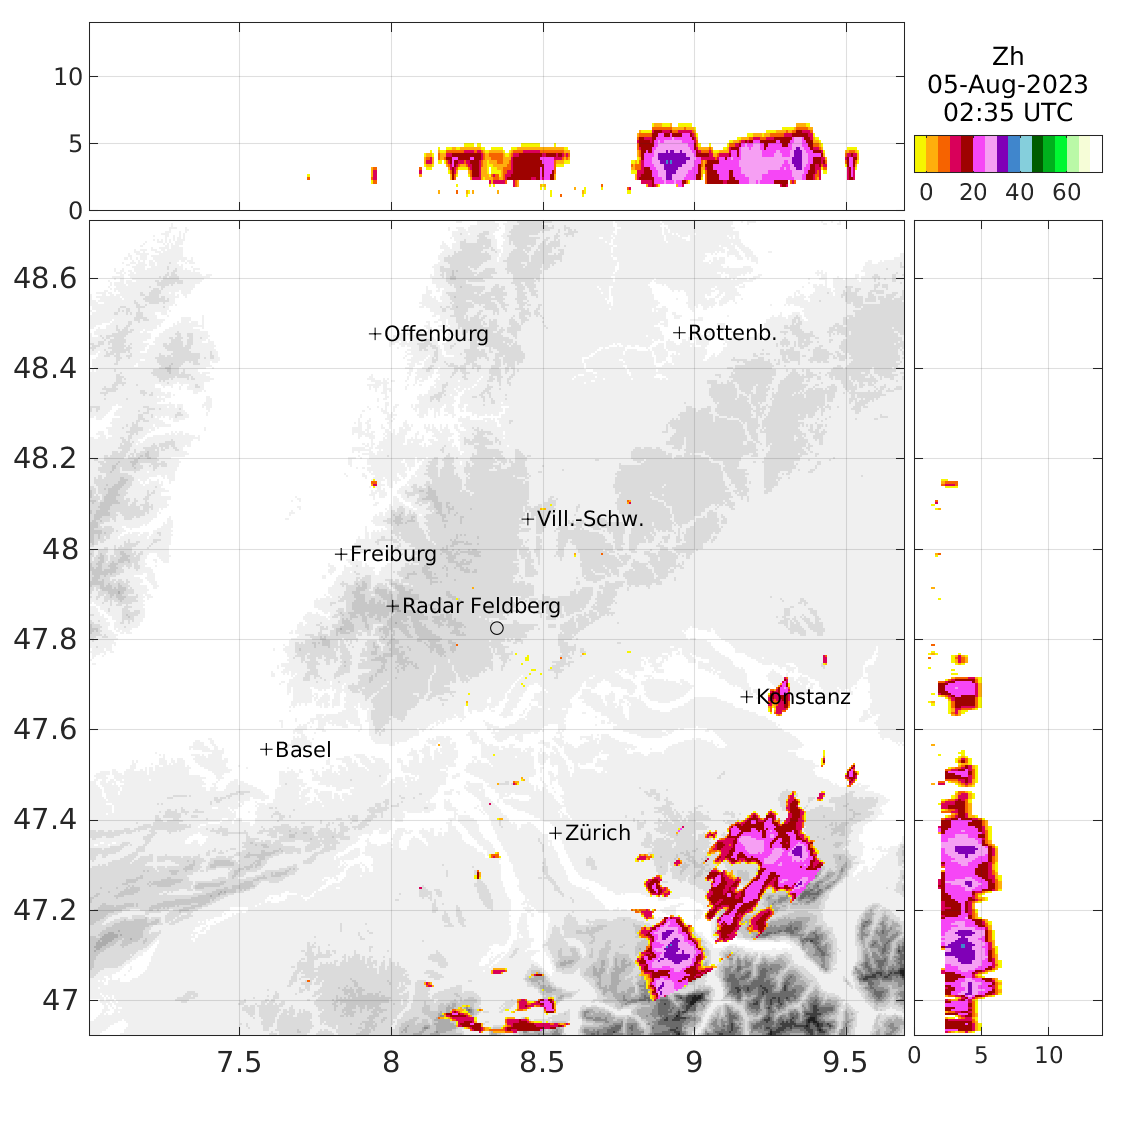 10
5
0
Zh
05-Aug-2023
02:35 UTC
0 20 40 60
48.6
48.4
48.2
48
47.8
47.6
47.4
47.2
47
+Offenburg
+Rottenb.
+Vill.-Schw.
+Freiburg
+Radar Feldberg
+Konstanz
+Basel
+Zürich
7.5 8 8.5 9 9.5
0 5 10